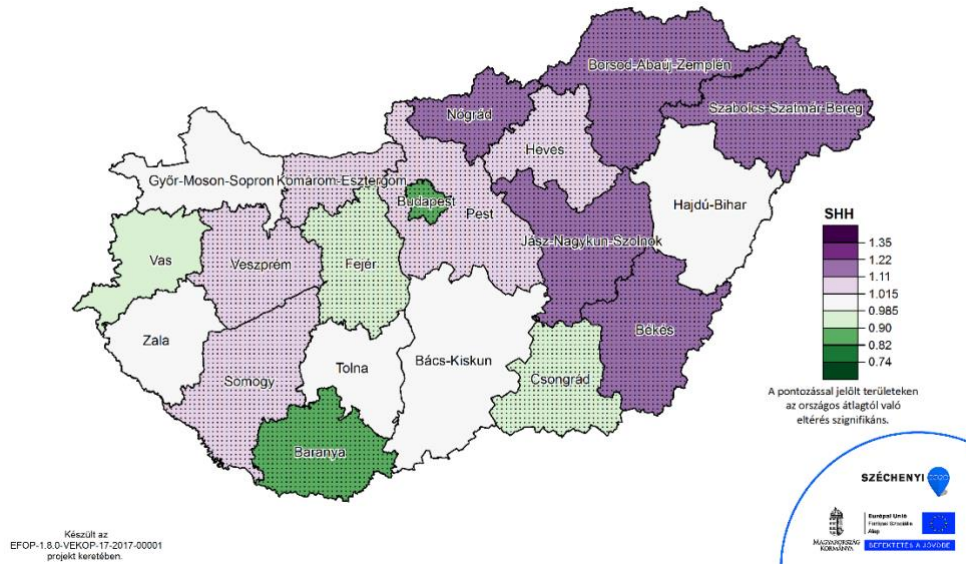 Borsod-Abaúj-Zemplén
Szabolcs-Szatmár-Bereg
Nógrád
Heves
Győr-Moson-Sopron
Komárom-Esztergom
Budapest
Pest
Hajdú-Bihar
Jász-Nagykun-Szolnok
Vas
Veszprém
Fejér
Békés
Zala
Tolna
Bács-Kiskun
Somogy
Csongrád
Baranya
SHH
1.35
1.22
1.11
1.015
0.985
0.90
0.82
0.74
A pontozással jelölt területeken
az országos átlagtól való
eltérés szignifikáns.
SZÉCHENYI 2020
MAGYARORSZÁG
KORMÁNYA
Európai Unió
Európai Szociális
Alap
BEFEKTETÉS A JÖVŐBE
Készült az
EFOP-1.8.0-VEKOP-17-2017-00001
projekt keretében.